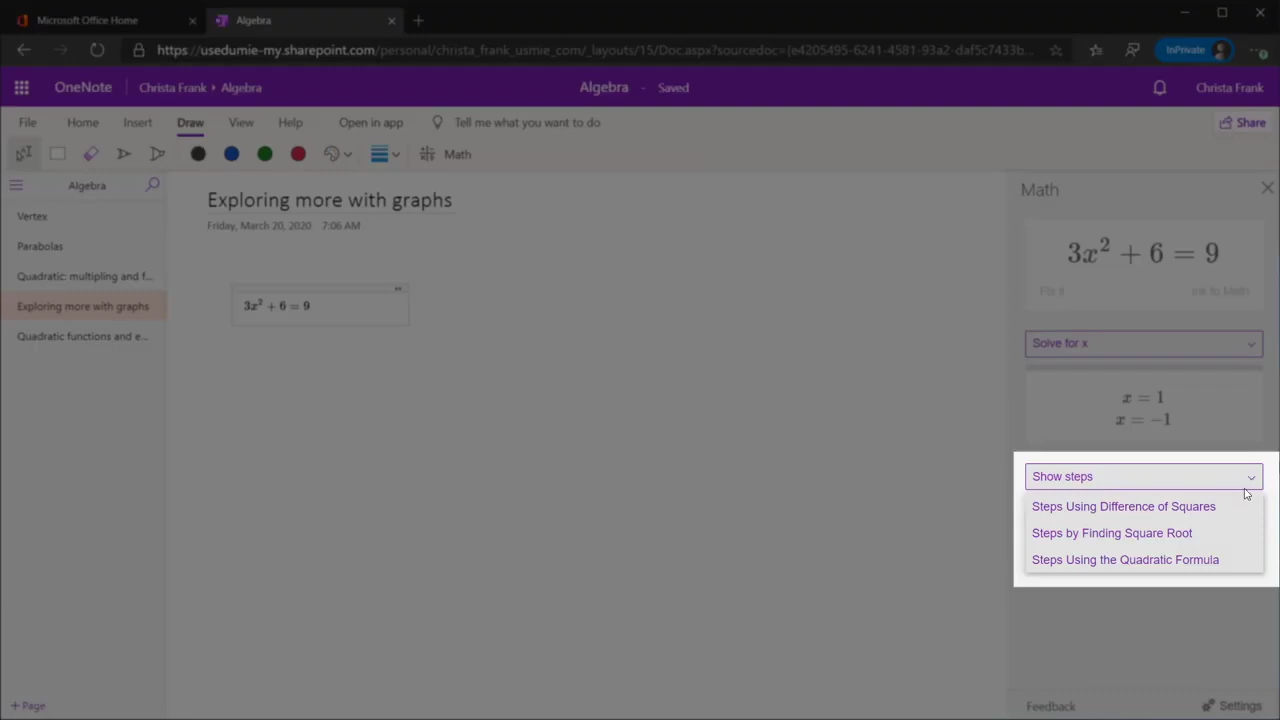 Microsoft Office Home
Algebra
https://usedumie-my.sharepoint.com/personal/christa_frank_usmie_com/_layouts/15/Doc.aspx?sourcedoc={e4205495-6241-4581-93a2-daf5c7433b...
InPrivate
OneNote
Christa Frank › Algebra
Algebra - Saved
Christa Frank
File Home Insert Draw View Help Open in app Tell me what you want to do
Share
Math
Algebra
Vertex
Parabolas
Quadratic: multipling and f...
Exploring more with graphs
Quadratic functions and e...
+ Page
Exploring more with graphs
Friday, March 20, 2020 7:06 AM
3x² + 6 = 9
Math
3x² + 6 = 9
Fix it
Ink to Math
Solve for x
x = 1
x = −1
Show steps
Steps Using Difference of Squares
Steps by Finding Square Root
Steps Using the Quadratic Formula
Feedback
Settings